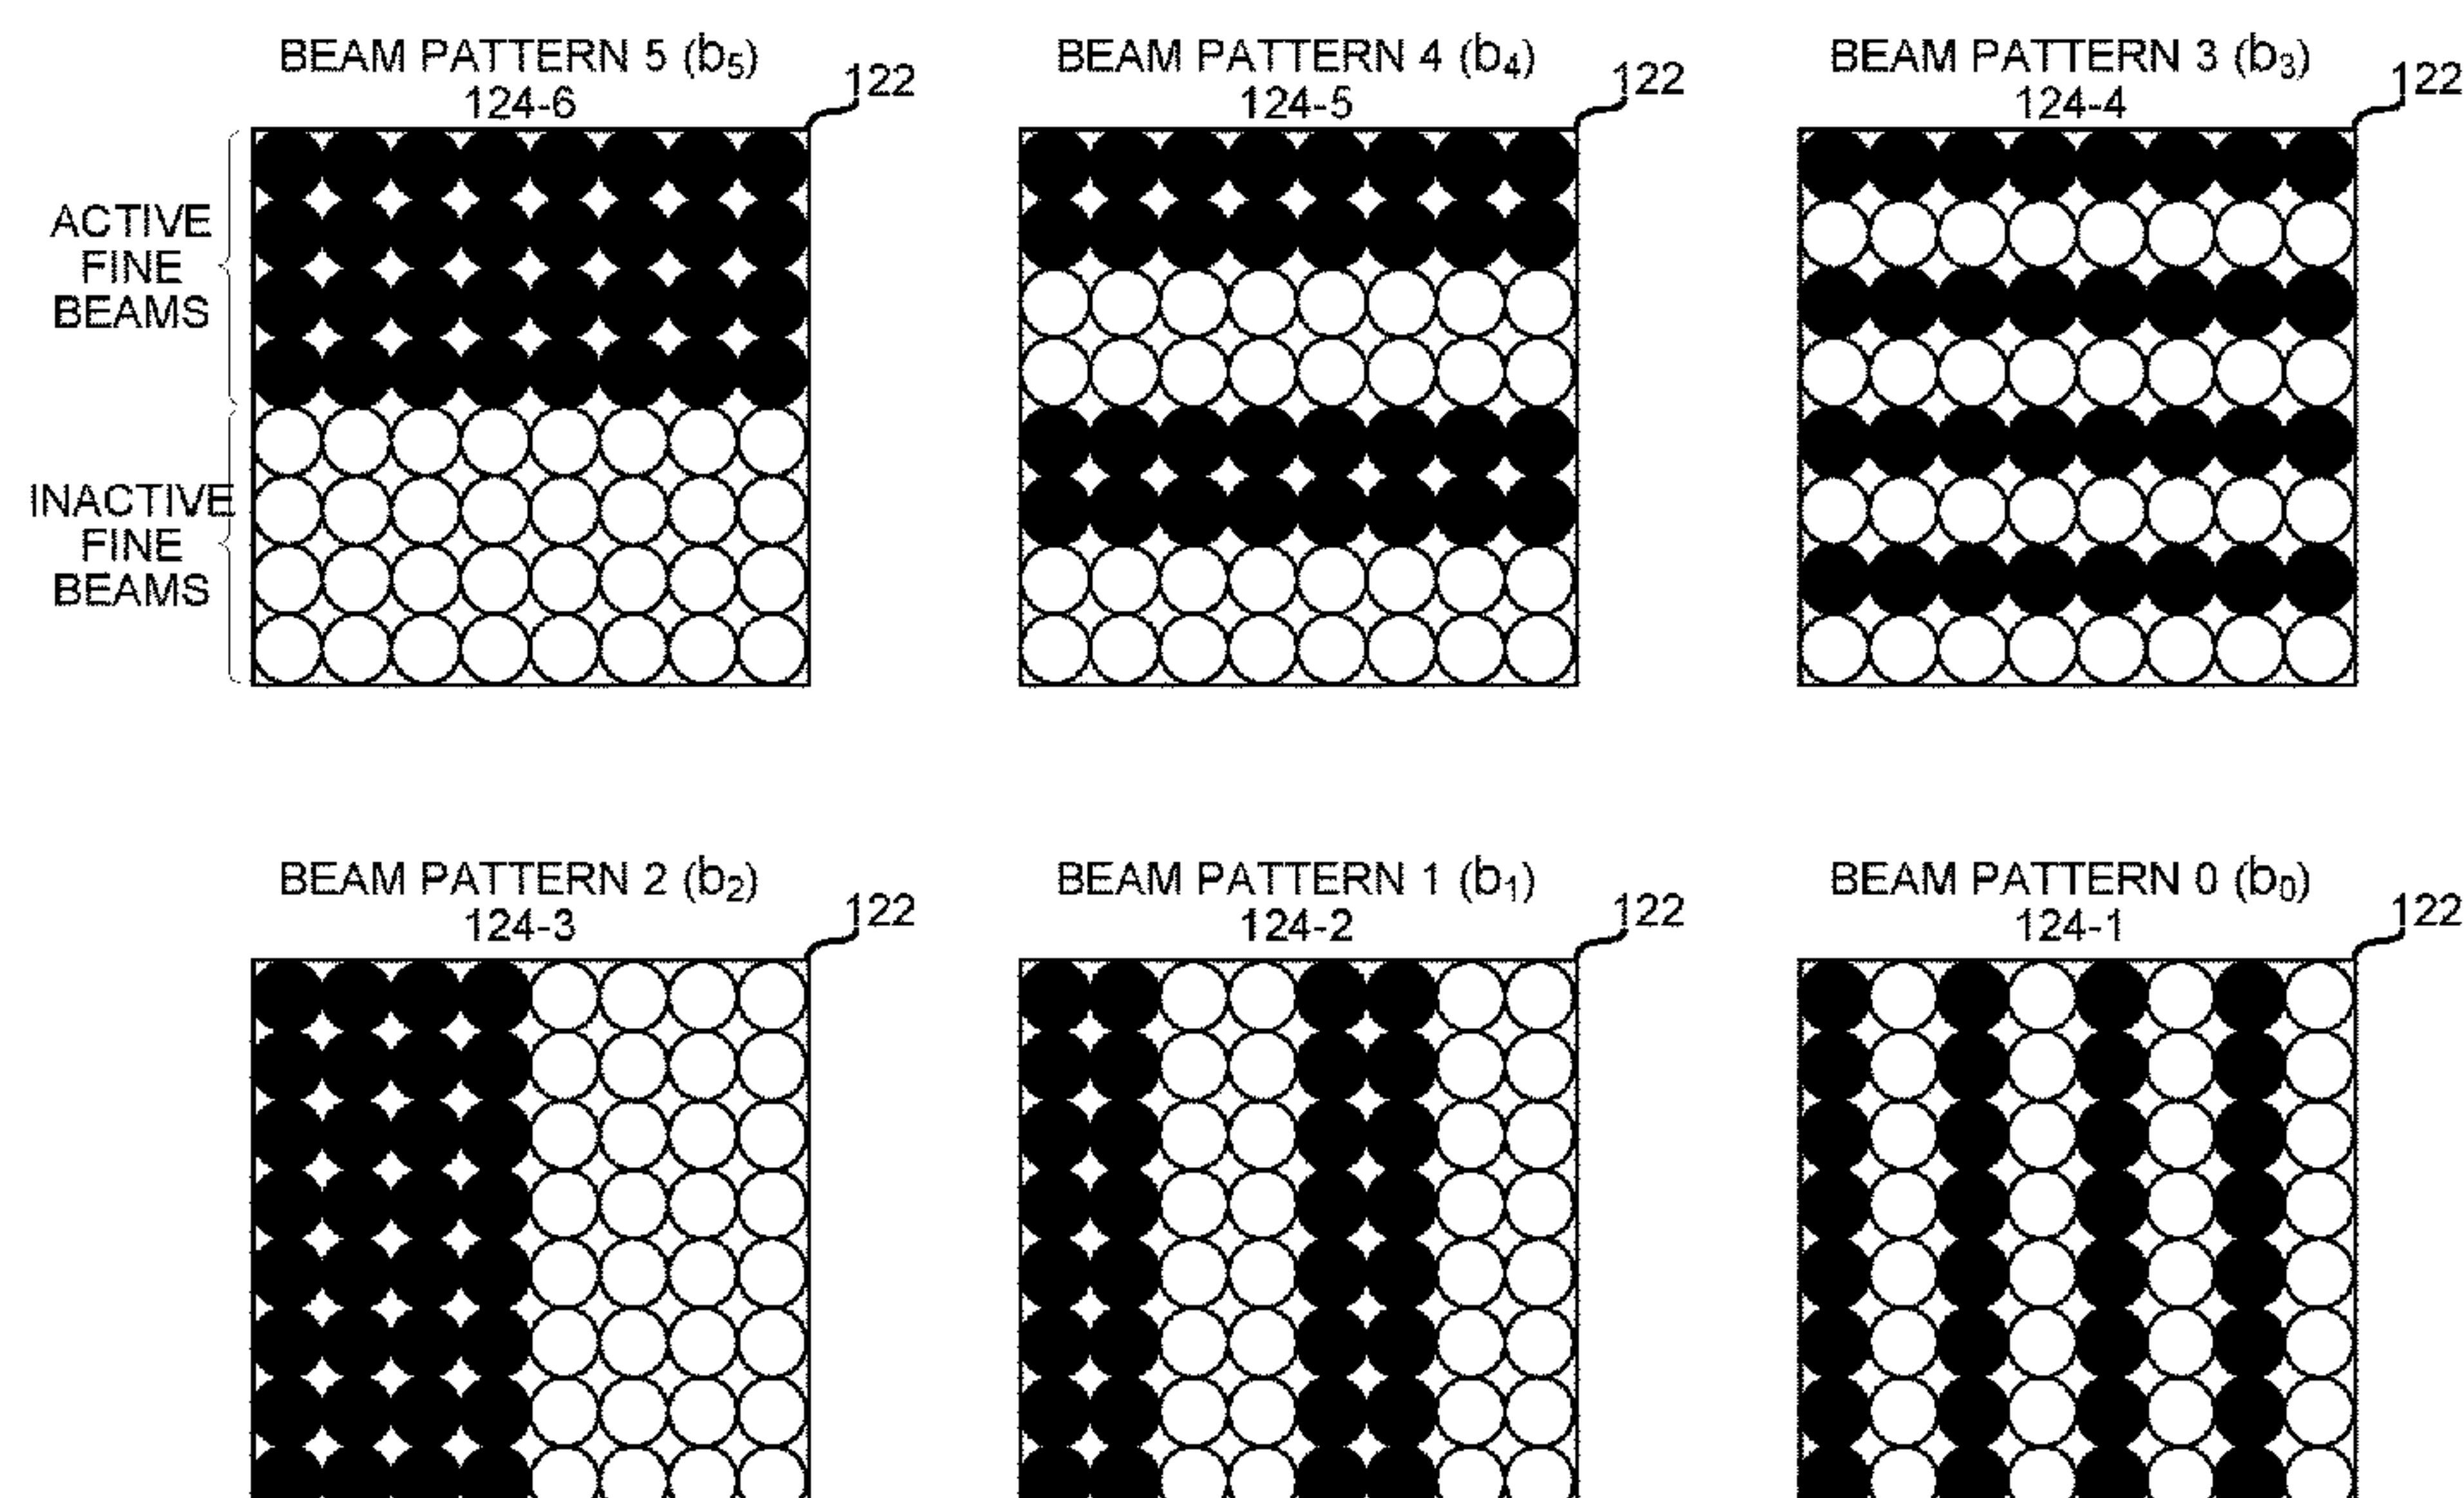 BEAM PATTERN 5 (b₅)
124-6
122
BEAM PATTERN 4 (b₄)
124-5
122
BEAM PATTERN 3 (b₃)
124-4
122
ACTIVE
FINE
BEAMS
INACTIVE
FINE
BEAMS
BEAM PATTERN 2 (b₂)
124-3
122
BEAM PATTERN 1 (b₁)
124-2
122
BEAM PATTERN 0 (b₀)
124-1
122